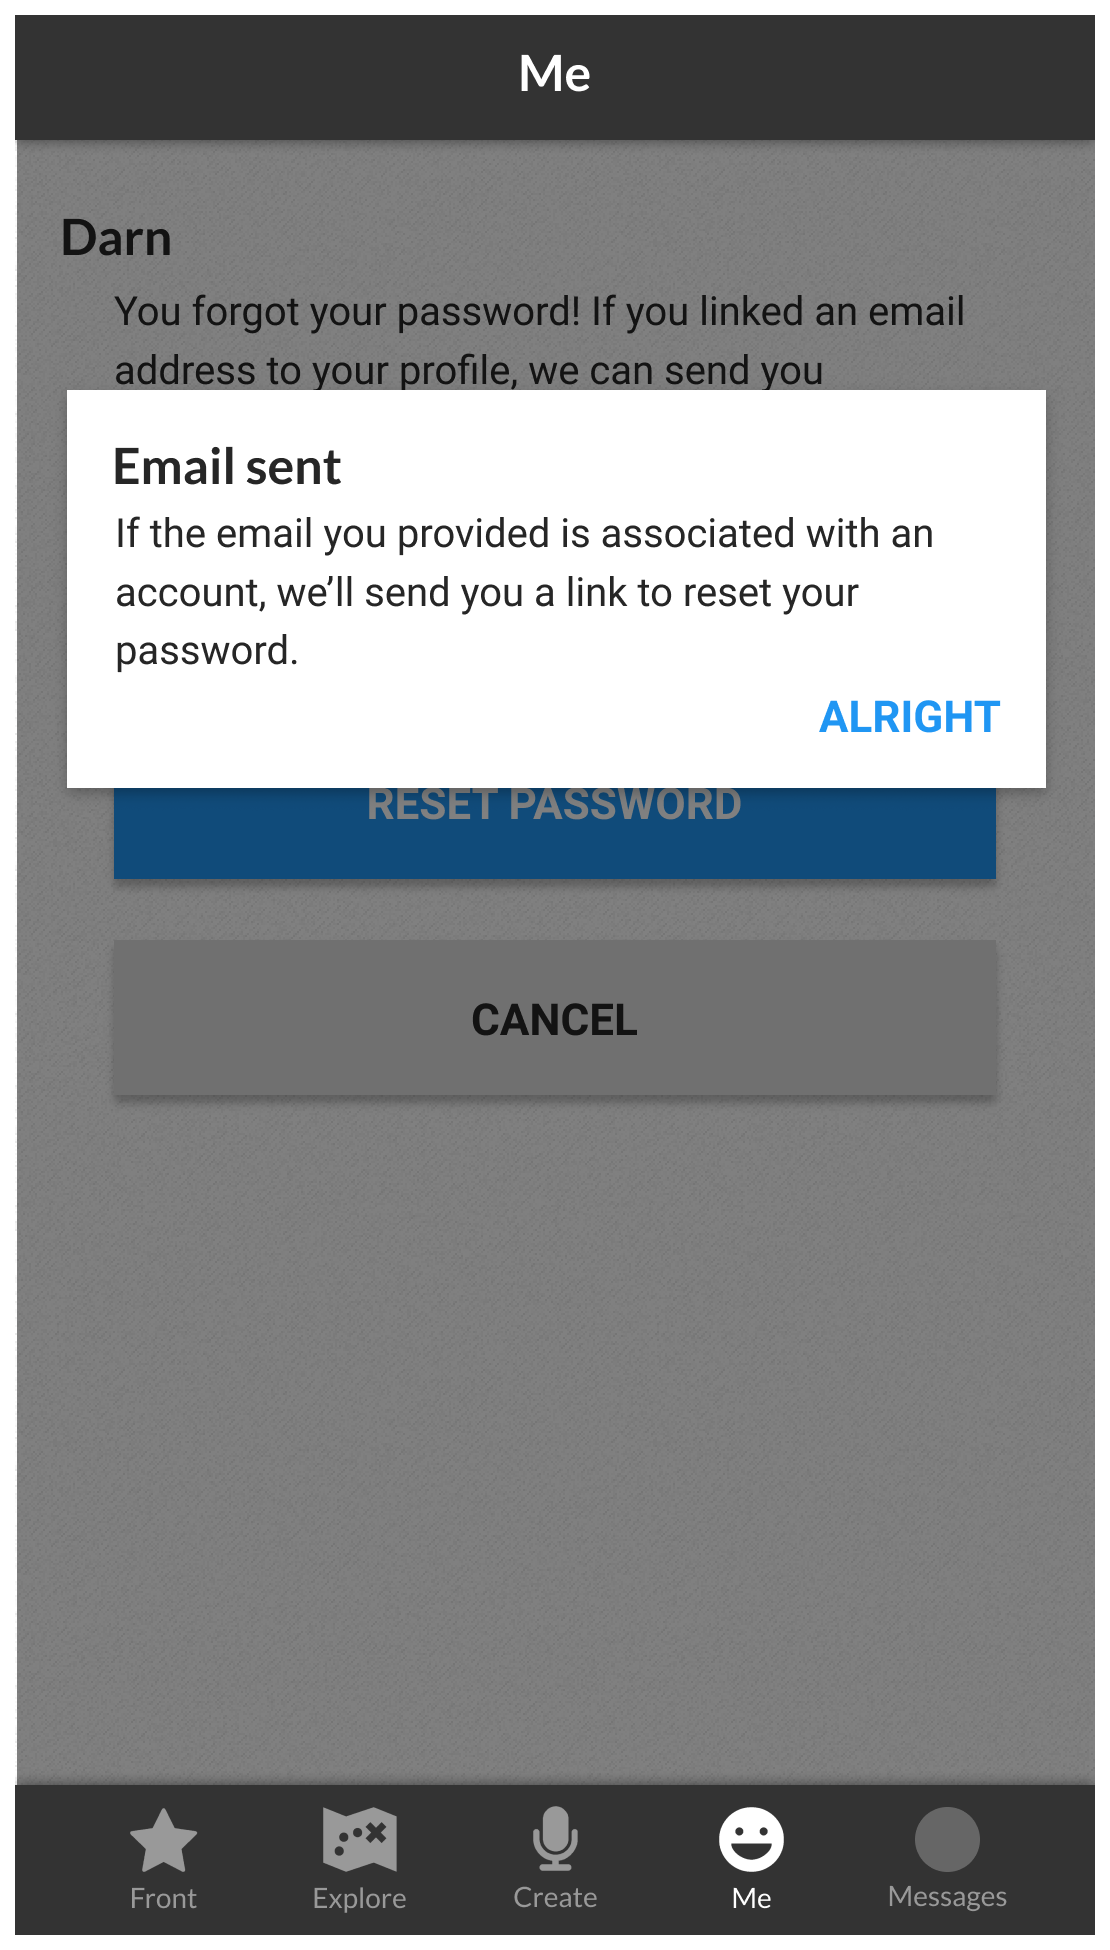 Me
Darn
You forgot your password! If you linked an email
address to your profile, we can send you
Email sent
If the email you provided is associated with an
account, we’ll send you a link to reset your
password.
ALRIGHT
RESET PASSWORD
CANCEL
Front
Explore
Create
Me
Messages